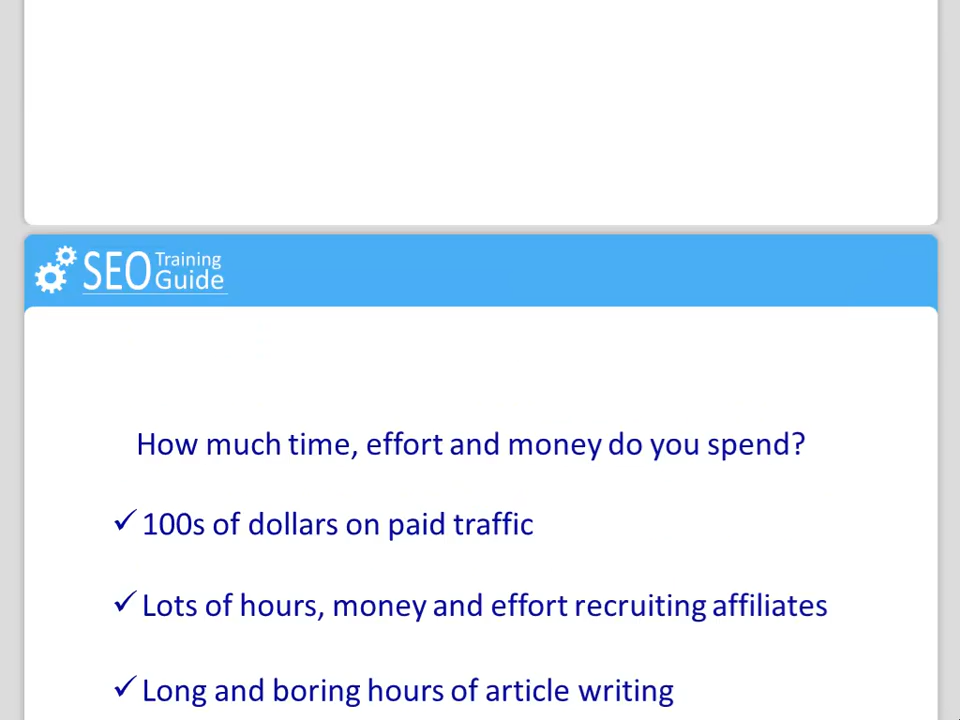 SEO Training Guide
How much time, effort and money do you spend?
✓ 100s of dollars on paid traffic
✓ Lots of hours, money and effort recruiting affiliates
✓ Long and boring hours of article writing